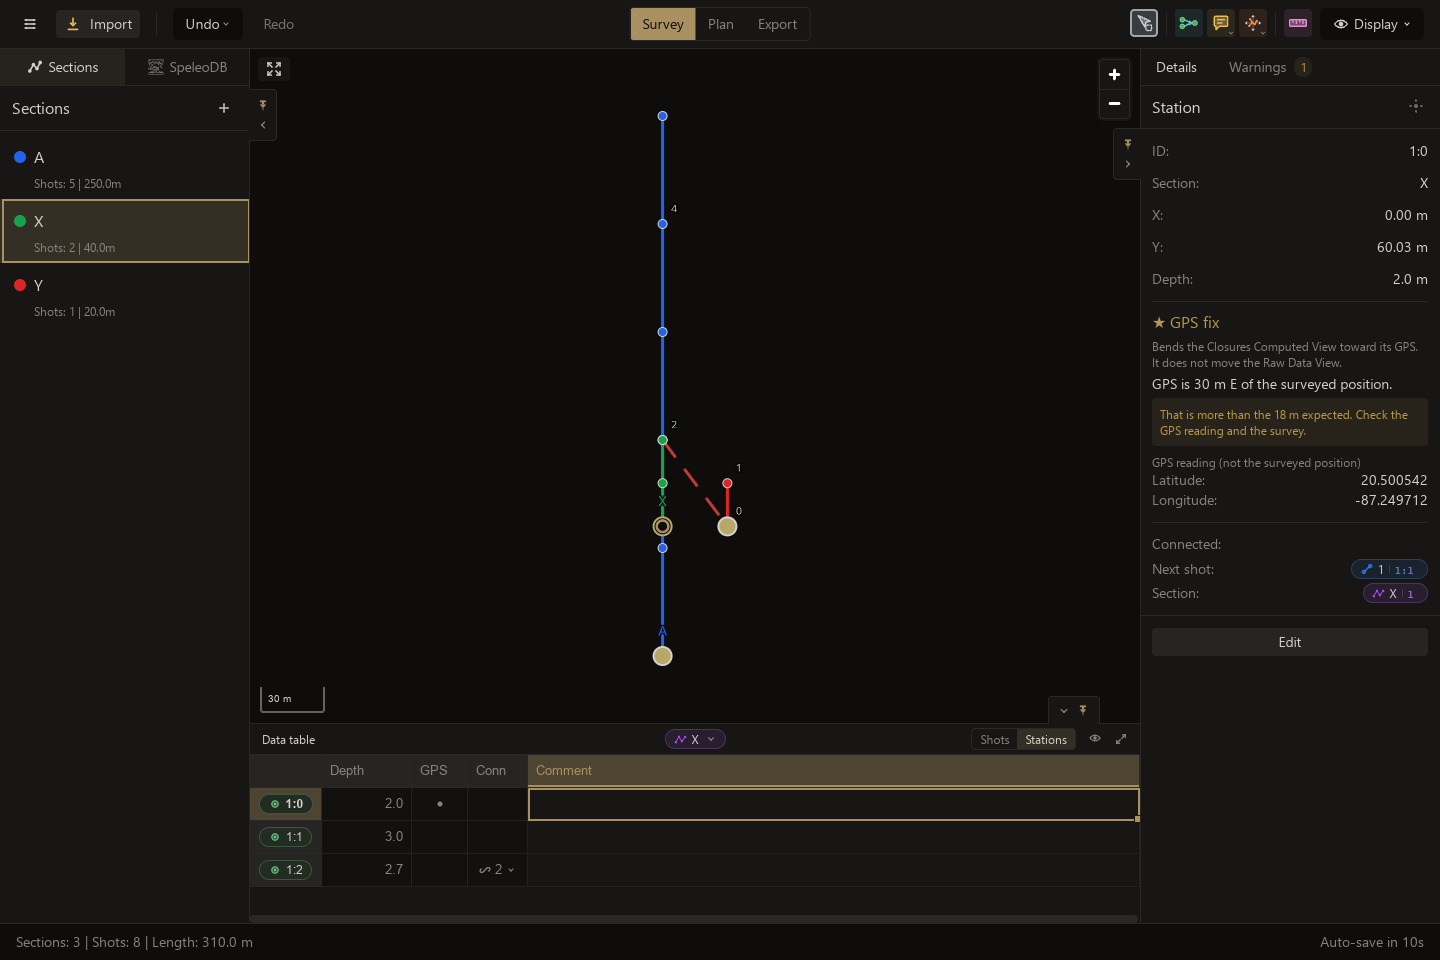 Import
Undo
Redo
Survey
Plan
Export
Display
Sections
SpeleoDB
Sections
A
Shots: 5 | 250.0m
X
Shots: 2 | 40.0m
Y
Shots: 1 | 20.0m
4
2
1
X
0
A
30 m
Details
Warnings 1
Station
ID: 1:0
Section: X
X: 0.00 m
Y: 60.03 m
Depth: 2.0 m
★ GPS fix
Bends the Closures Computed View toward its GPS.
It does not move the Raw Data View.
GPS is 30 m E of the surveyed position.
That is more than the 18 m expected. Check the
GPS reading and the survey.
GPS reading (not the surveyed position)
Latitude: 20.500542
Longitude: -87.249712
Connected:
Next shot: 1 | 1:1
Section: X | 1
Edit
Data table
X
Shots
Stations
Depth GPS Conn Comment
1:0 2.0 •
1:1 3.0
1:2 2.7 2
Sections: 3 | Shots: 8 | Length: 310.0 m
Auto-save in 10s